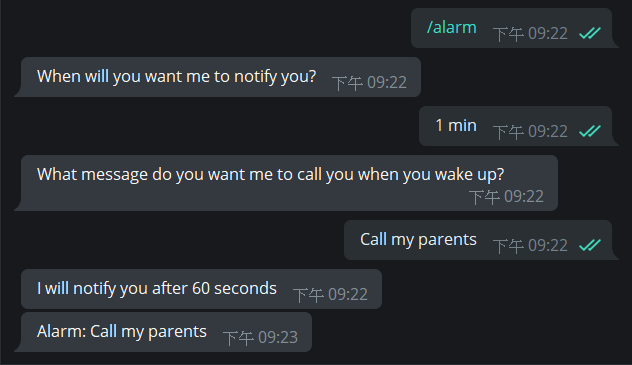 /alarm 下午 09:22
When will you want me to notify you? 下午 09:22
1 min 下午 09:22
What message do you want me to call you when you wake up?
下午 09:22
Call my parents 下午 09:22
I will notify you after 60 seconds 下午 09:22
Alarm: Call my parents 下午 09:23